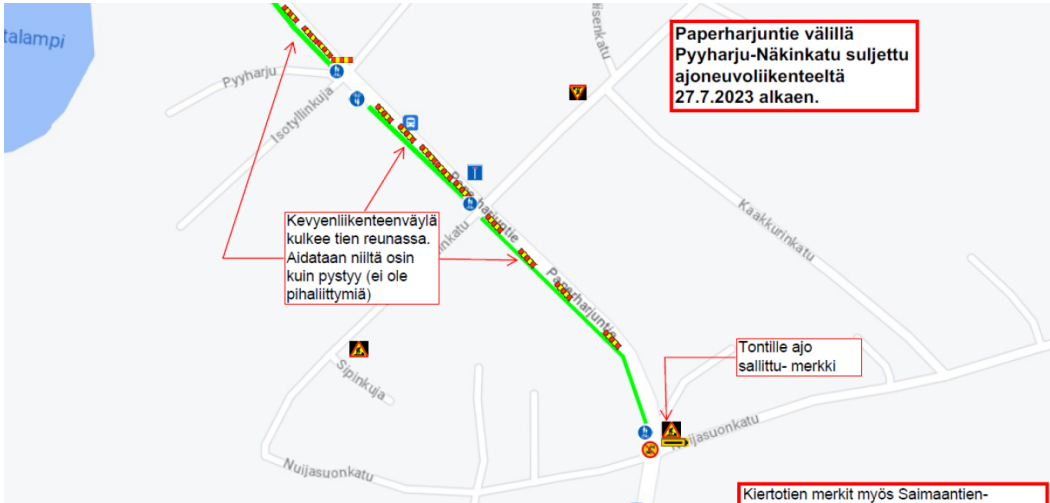 talampi
Pyyharju
Isotyllinkuja
isenkatu
Paperharjuntie välillä
Pyyharju-Näkinkatu suljettu
ajoneuvoliikenteeltä
27.7.2023 alkaen.
Kevyenliikenteenväylä
kulkee tien reunassa.
Aidataan niiltä osin
kuin pystyy (ei ole
pihaliittymiä)
inkatu
Paperharjuntie
Paperharjuntie
Kaakkurinkatu
Sipinkuja
Tontille ajo
sallittu- merkki
Nuijasuonkatu
Nuijasuonkatu
Kiertotien merkit myös Saimaantien-